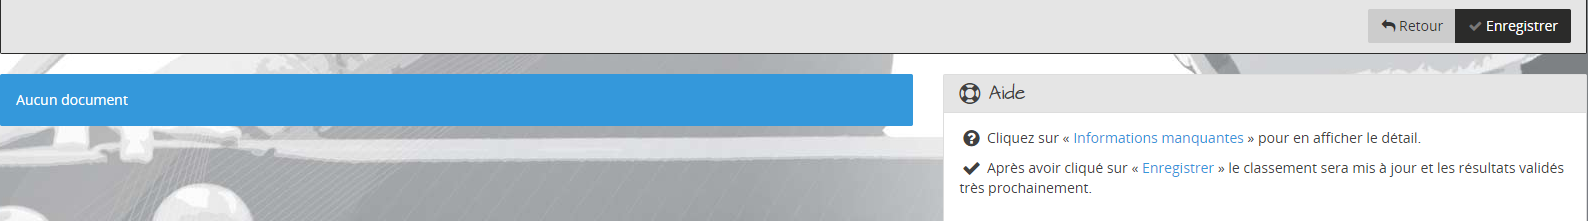 Retour
Enregistrer
Aucun document
Aide
Cliquez sur « Informations manquantes » pour en afficher le détail.
Après avoir cliqué sur « Enregistrer » le classement sera mis à jour et les résultats validés
très prochainement.